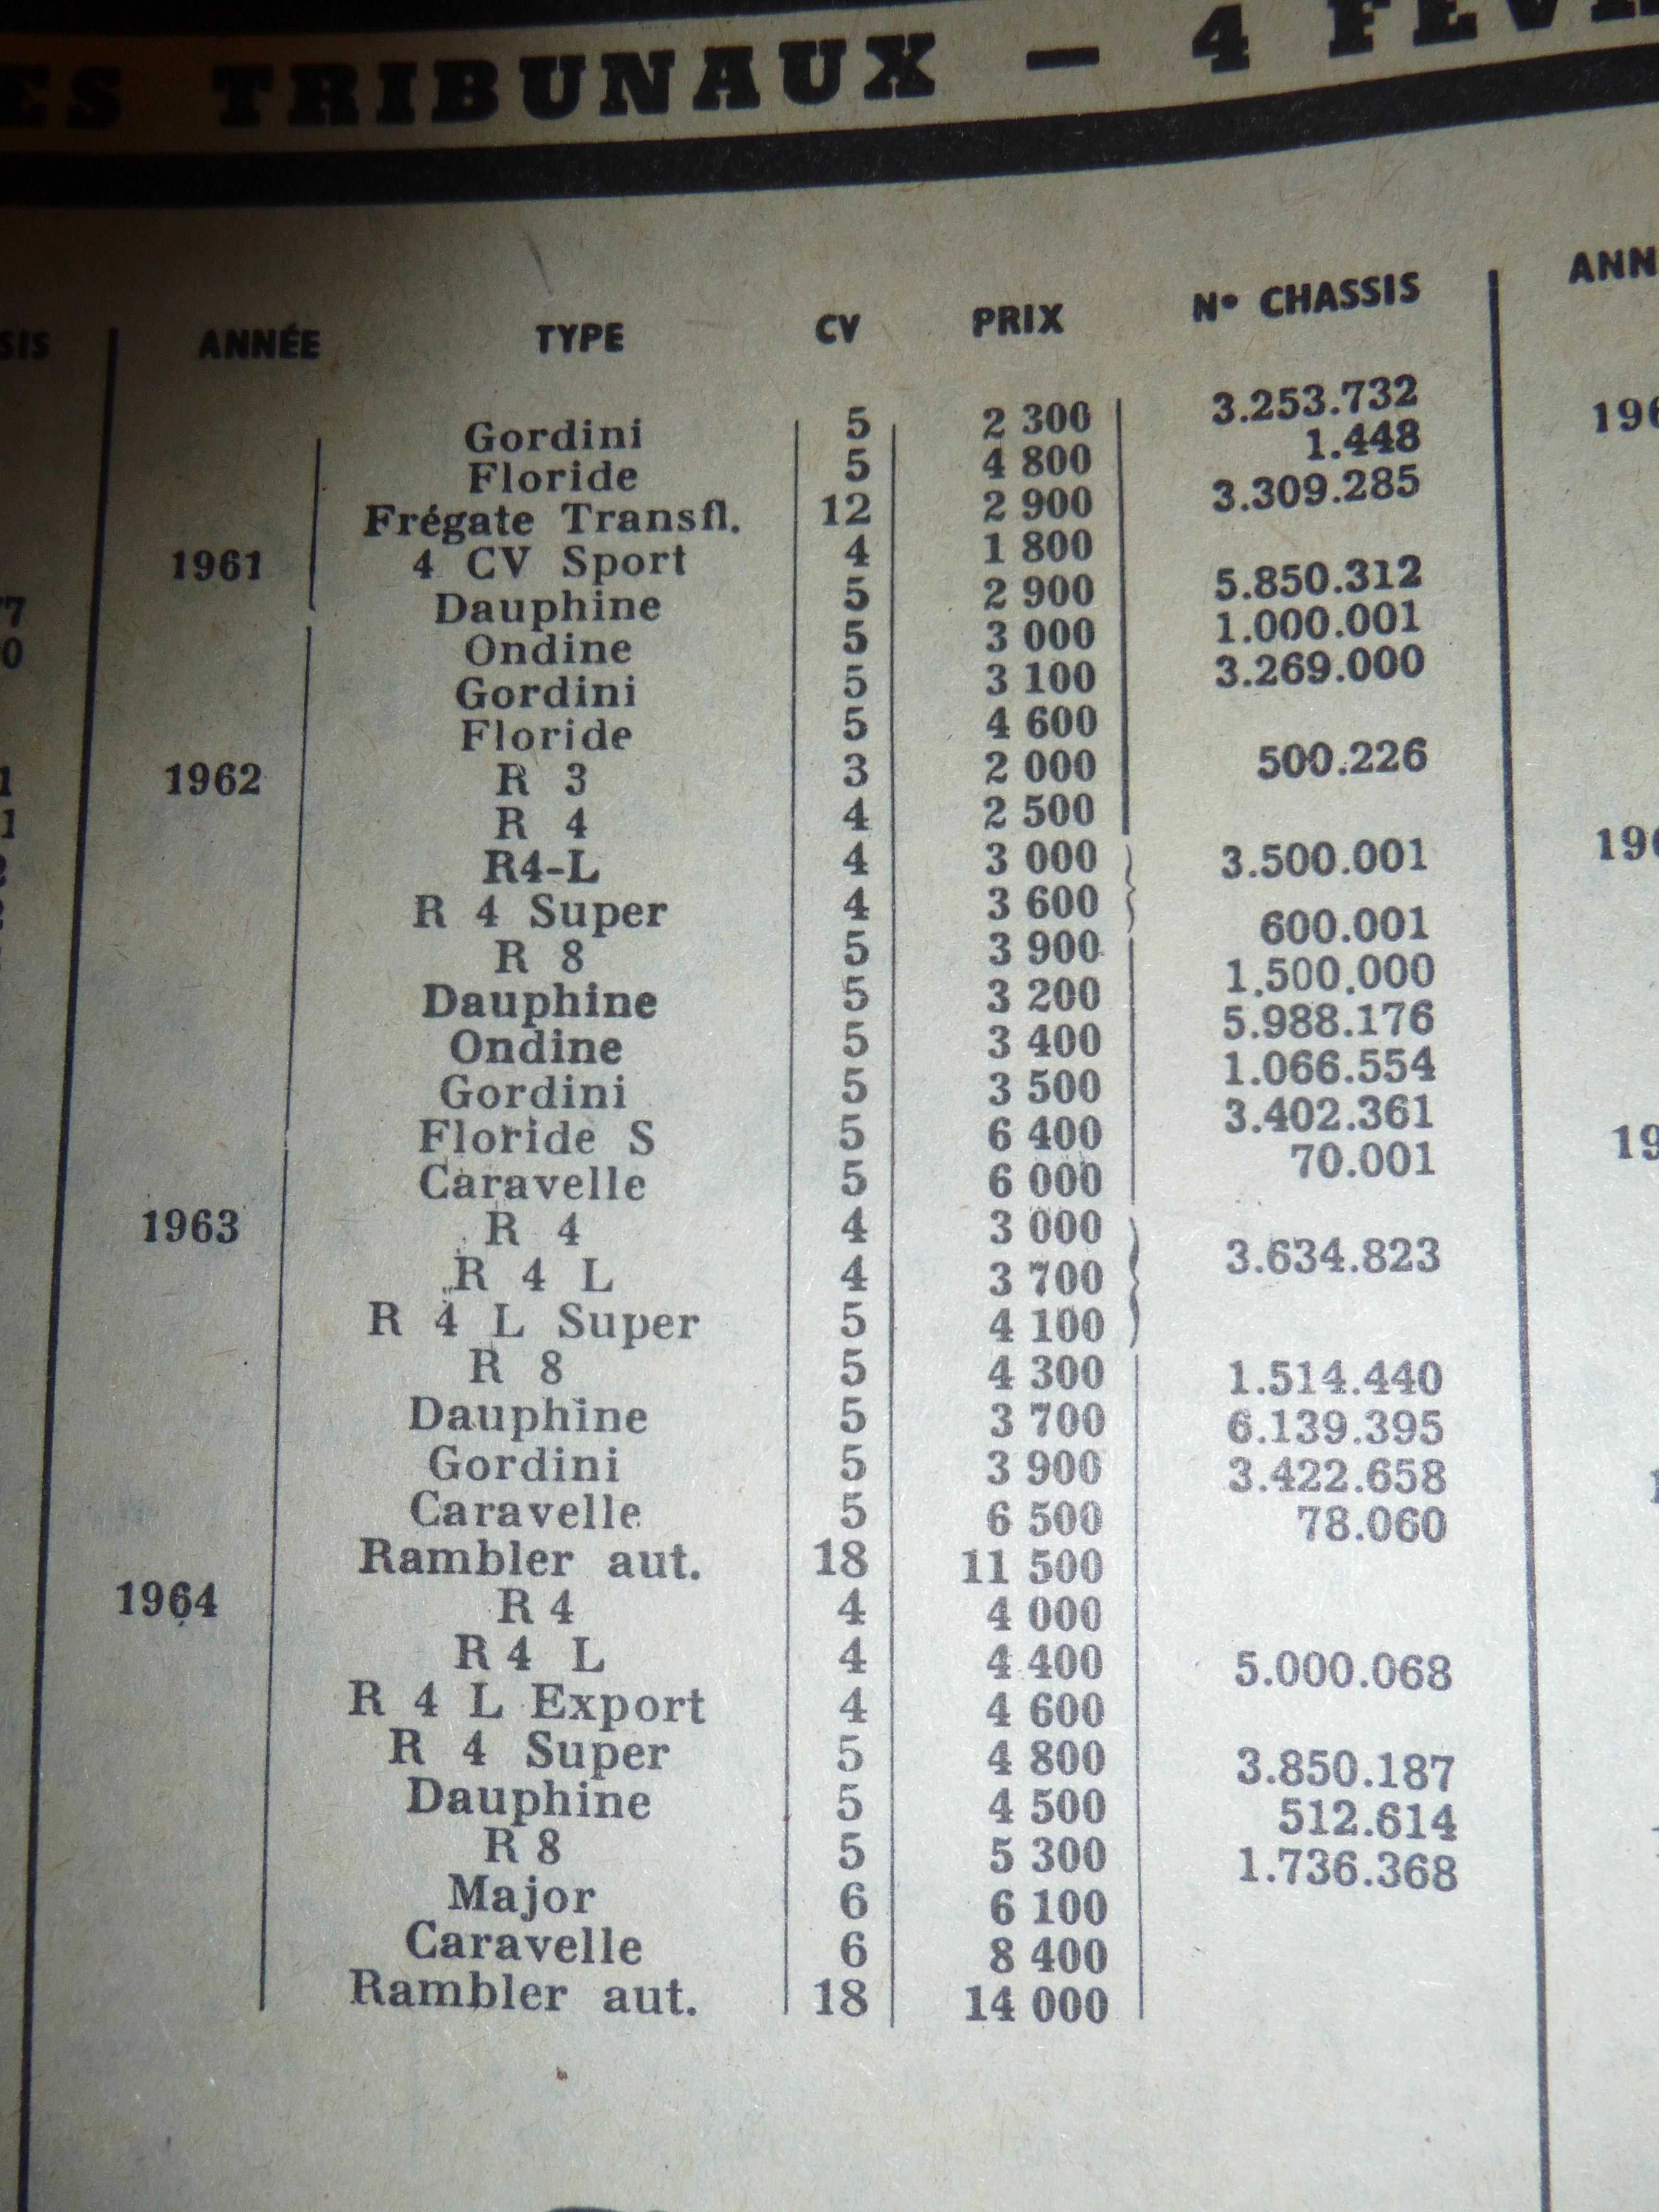 ES TRIBUNAUX — 4 FÉV
SIS ANNÉE TYPE CV PRIX N° CHASSIS ANN
Gordini 5 2 300 3.253.732
Floride 5 4 800 1.448
Frégate Transfl. 12 2 900 3.309.285
1961 4 CV Sport 4 1 800
Dauphine 5 2 900 5.850.312
Ondine 5 3 000 1.000.001
Gordini 5 3 100 3.269.000
Floride 5 4 600
1962 R 3 3 2 000 500.226
R 4 4 2 500
R4-L 4 3 000 3.500.001
R 4 Super 4 3 600 600.001
R 8 5 3 900 1.500.000
Dauphine 5 3 200 5.988.176
Ondine 5 3 400 1.066.554
Gordini 5 3 500 3.402.361
Floride S 5 6 400 70.001
Caravelle 5 6 000
1963 R 4 4 3 000
R 4 L 4 3 700 3.634.823
R 4 L Super 5 4 100
R 8 5 4 300 1.514.440
Dauphine 5 3 700 6.139.395
Gordini 5 3 900 3.422.658
Caravelle 5 6 500 78.060
Rambler aut. 18 11 500
1964 R 4 4 4 000
R 4 L 4 4 400 5.000.068
R 4 L Export 4 4 600
R 4 Super 5 4 800 3.850.187
Dauphine 5 4 500 512.614
R 8 5 5 300 1.736.368
Major 6 6 100
Caravelle 6 8 400
Rambler aut. 18 14 000